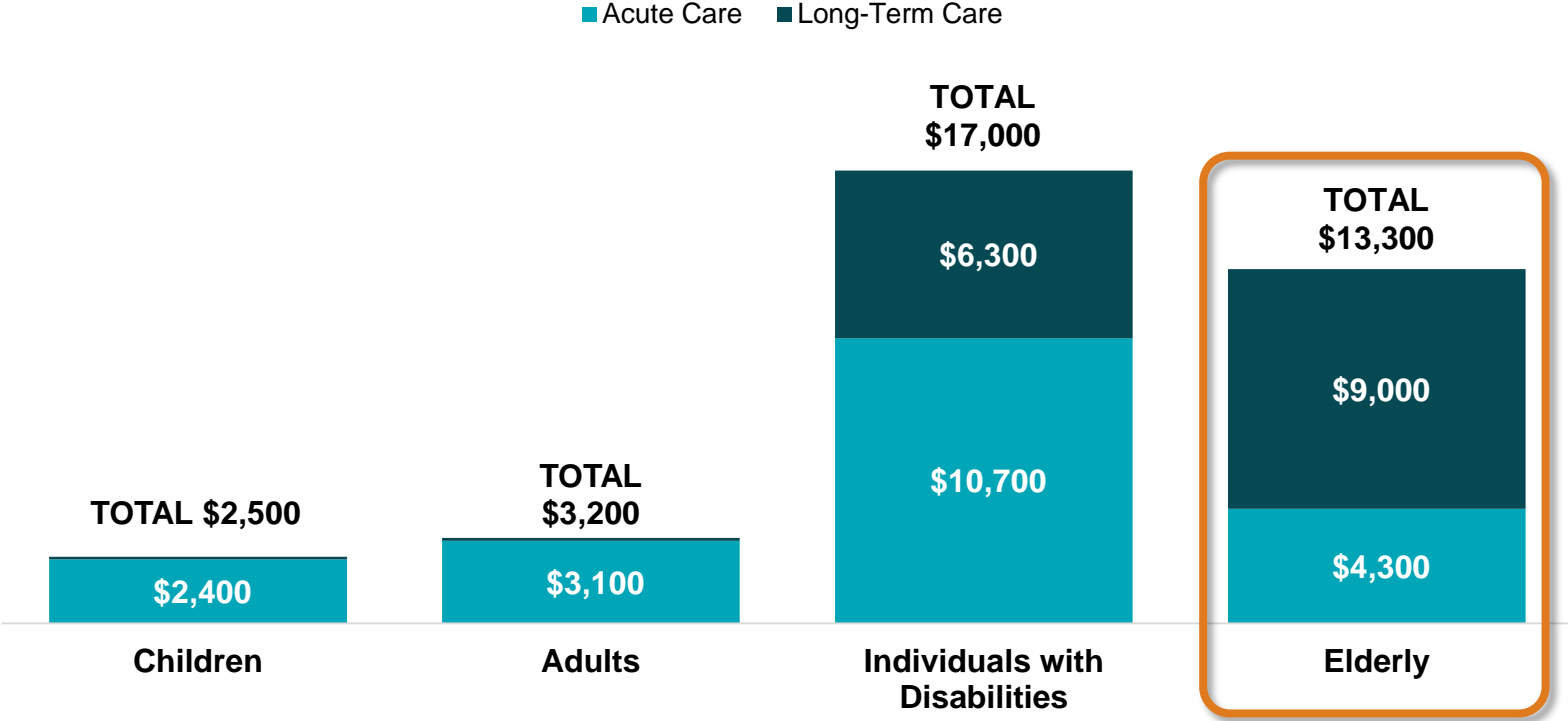 Acute Care Long-Term Care
TOTAL $2,500
$2,400
Children
TOTAL
$3,200
$3,100
Adults
TOTAL
$17,000
$6,300
$10,700
Individuals with
Disabilities
TOTAL
$13,300
$9,000
$4,300
Elderly